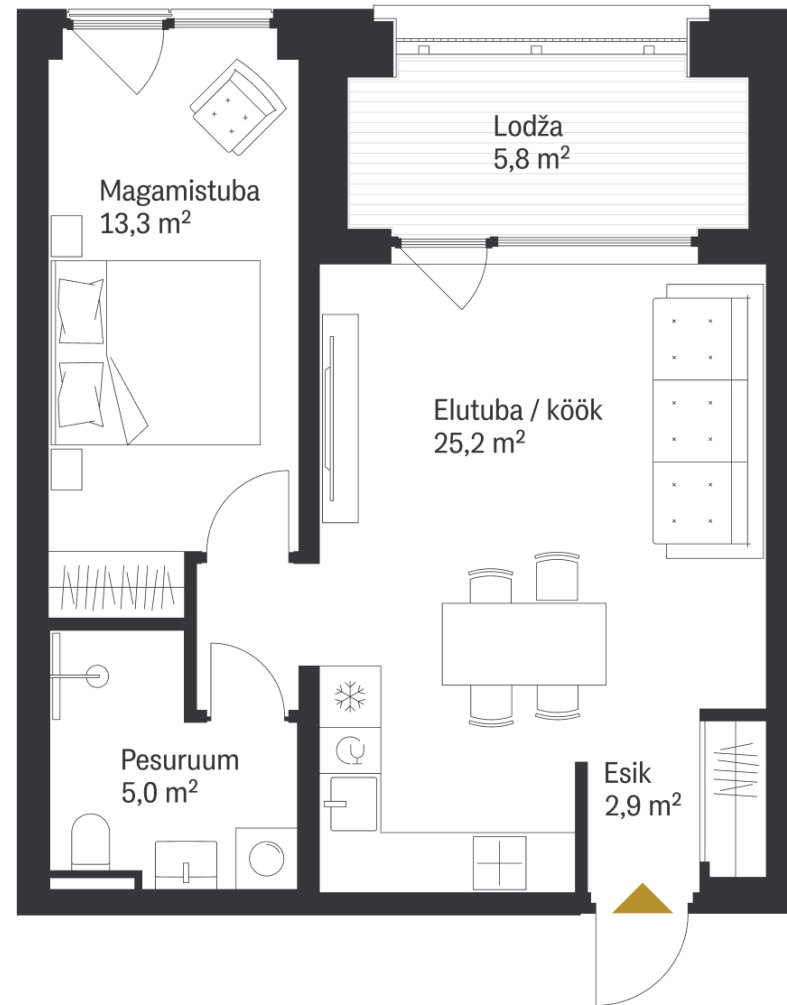 Lodža
5,8 m²
Magamistuba
13,3 m²
Elutuba / köök
25,2 m²
Pesuruum
5,0 m²
Esik
2,9 m²